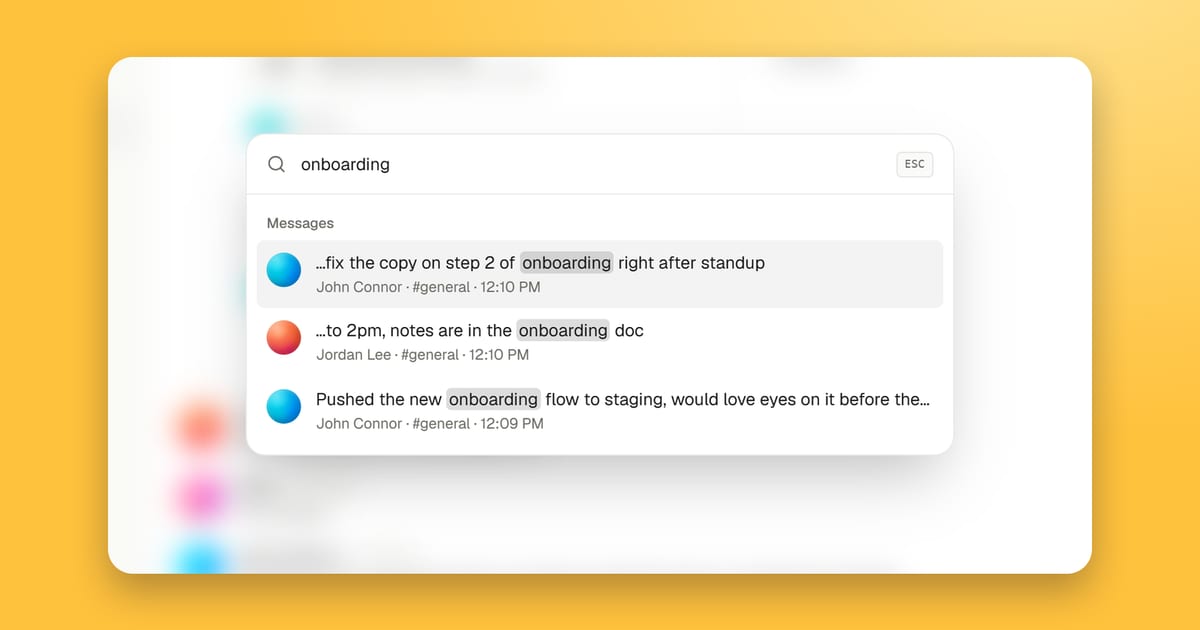 onboarding
ESC
Messages
...fix the copy on step 2 of onboarding right after standup
John Connor · #general · 12:10 PM
...to 2pm, notes are in the onboarding doc
Jordan Lee · #general · 12:10 PM
Pushed the new onboarding flow to staging, would love eyes on it before the...
John Connor · #general · 12:09 PM